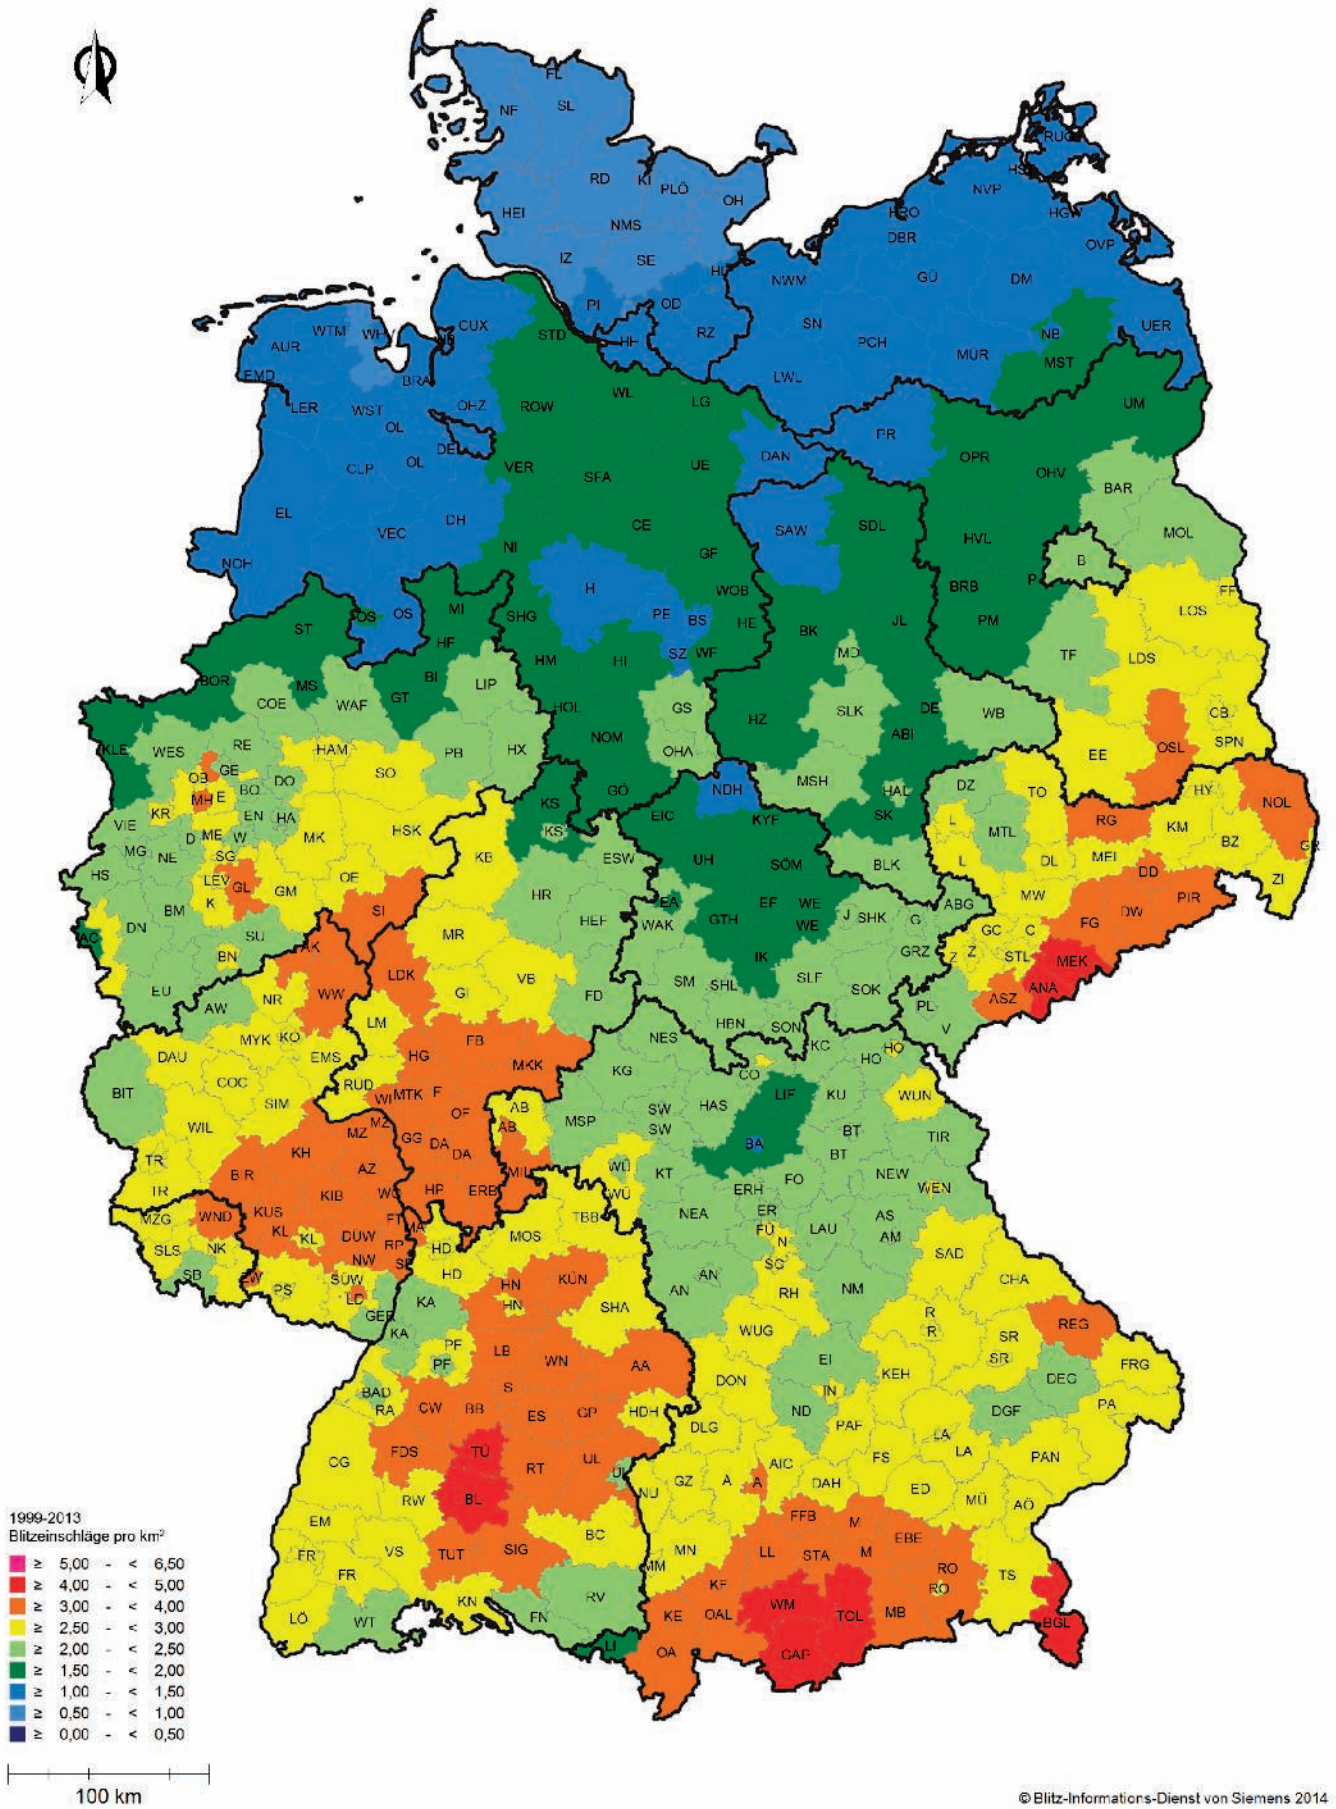 FL
NF SL
RUG
RD KI PLÖ OH
NVP
HEI
NMS
HRO HGW
DBR OVP
IZ SE
NWM GÜ DM
PI OD
SN UER
WTM CUX
STD HH RZ
PCH NB
AUR
MÜR MST
EMD BRA
LWL
LER WST OHZ ROW WL LG UM
OL
PR
CLP OL VER SFA UE DAN OPR OHV
BAR
EL VEC DH CE SAW SDL
MOL
NOH NI GF HVL B
H WOB BRB
LOS
OS OS MI SHG PE BS HE BK JL PM
ST HF
SZ WF MD TF LDS
BOR MS BI HM HI
COE WAF GT LIP HOL GS HZ SLK DE WB CB
KLE WES RE HAM PB HX NOM OHA ABI EE OSL SPN
OB GE DO SO GÖ NDH MSH HAL DZ TO HY NOL
MH E BO KS EIC KYF SK RG
KR EN HA MK HSK KS L MTL KM BZ
VIE D ME W KB ESW UH SÖM BLK L DL MEI
MG NE SG OE DD ZI
HS LEV GL GM HR EA EF WE ABG MW PIR
DN BM K SI HEF WAK GTH WE J SHK G GC C FG DW
AC SU MR IK GRZ Z Z STL MEK
BN AK LDK VB SM SHL SLF SOK ANA
EU AW NR WW GI FD HBN SON PL ASZ
MYK KO LM NES V
DAU EMS HG FB MKK KG CO KC HO HO
BIT COC RUD MTK F LIF KU WUN
SIM WI OF AB HAS SW
WIL MZ MZ GG DA AB MSP SW BA BT TIR
TR KH AZ DA WÜ KT BT
TR BIR KIB MIL WÜ FO NEW WEN
MZG WND KUS ERB TBB ERH
SLS NK KL KL DÜW FT MA MOS NEA ER LAU AS
SB NW RP HD FÜ N AM SAD
PS SÜW HD HN KÜN AN AN RH NM CHA
LD GER KA HN SHA WUG R R SR REG
KA PF LB WN AA EI KEH SR DEG FRG
BAD PF S DON IN DGF PA
RA CW BB ES GP HDH ND PAF LA
OG FDS TÜ RT UL DLG AIC FS LA PAN
RW BL GZ A A DAH ED MÜ AÖ
EM NU FFB M
FR VS TUT SIG BC MN LL STA M EBE
FR MM KF RO TS
LÖ WT KN FN RV KE OAL WM TÖL MB RO BGL
LI OA GAP
1999-2013
Blitzeinschläge pro km²
≥ 5,00 - < 6,50
≥ 4,00 - < 5,00
≥ 3,00 - < 4,00
≥ 2,50 - < 3,00
≥ 2,00 - < 2,50
≥ 1,50 - < 2,00
≥ 1,00 - < 1,50
≥ 0,50 - < 1,00
≥ 0,00 - < 0,50
100 km
© Blitz-Informations-Dienst von Siemens 2014